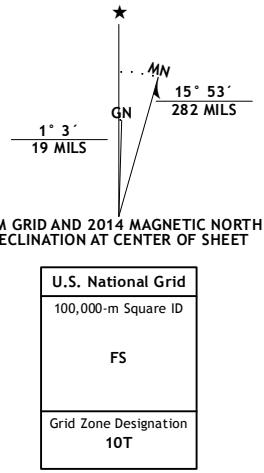 MN
GN
15° 53´
282 MILS
1° 3´
19 MILS
M GRID AND 2014 MAGNETIC NORTH
ECLINATION AT CENTER OF SHEET
U.S. National Grid
100,000-m Square ID
FS
Grid Zone Designation
10T